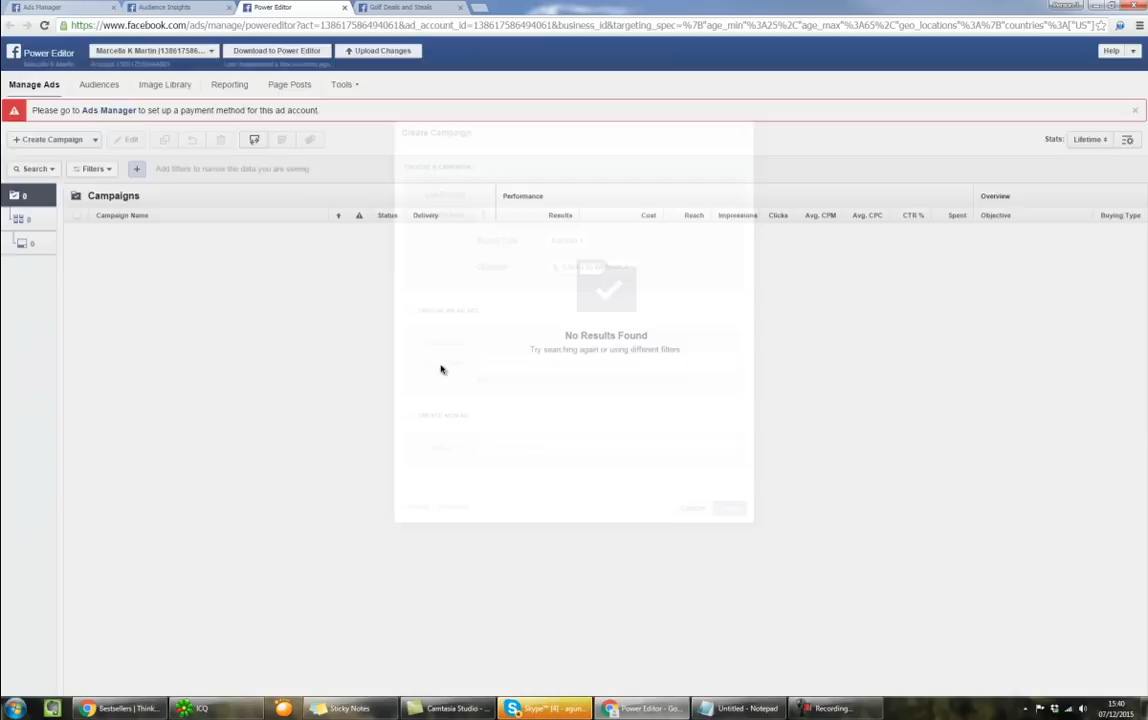 Ads Manager
Audience Insights
Power Editor
Golf Deals and Steals
https://www.facebook.com/ads/manage/powereditor?act=138617586494061&ad_account_id=138617586494061&business_id&targeting_spec=%7B"age_min"%3A25%2C"age_max"%3A65%2C"geo_locations"%3A%7B"countries"%3A["US"]
Power Editor
Marcella K Martin (138617586...
Download to Power Editor
Upload Changes
Help
Marcella K Martin
Manage Ads
Audiences
Image Library
Reporting
Page Posts
Tools
Please go to Ads Manager to set up a payment method for this ad account.
+ Create Campaign
Edit
Stats:
Lifetime
Create Campaign
Search
Filters
+
Add filters to narrow the data you are seeing
0
Campaigns
Performance
Overview
Campaign Name
Status
Delivery
Results
Cost
Reach
Impressions
Clicks
Avg. CPM
Avg. CPC
CTR %
Spent
Objective
Buying Type
0
0
No Results Found
Try searching again or using different filters
Bestsellers | Think...
ICQ
Sticky Notes
Camtasia Studio - ...
Skype™ [4] - agun...
Power Editor - Go...
Untitled - Notepad
Recording...
15:40
07/12/2015